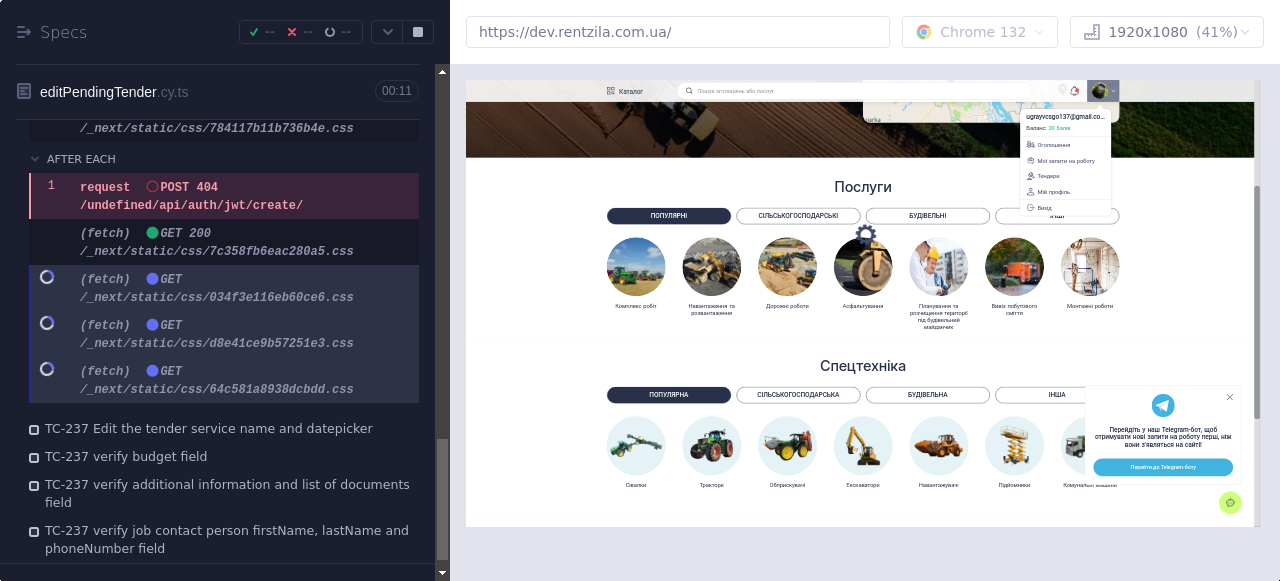 Specs
-- -- --
https://dev.rentzila.com.ua/
Chrome 132
1920x1080 (41%)
editPendingTender.cy.ts
00:11
/_next/static/css/784117b11b736b4e.css
AFTER EACH
1 request POST 404
/undefined/api/auth/jwt/create/
(fetch) GET 200
/_next/static/css/7c358fb6eac280a5.css
(fetch) GET
/_next/static/css/034f3e116eb60ce6.css
(fetch) GET
/_next/static/css/d8e41ce9b57251e3.css
(fetch) GET
/_next/static/css/64c581a8938dcbdd.css
TC-237 Edit the tender service name and datepicker
TC-237 verify budget field
TC-237 verify additional information and list of documents
field
TC-237 verify job contact person firstName, lastName and
phoneNumber field
Каталог
Пошук оголошень або послуг
ugrayvcsgo137@gmail.co...
Баланс: 20 балів
Оголошення
Мої запити на роботу
Тендери
Мій профіль
Вихід
Послуги
ПОПУЛЯРНІ
СІЛЬСЬКОГОСПОДАРСЬКІ
БУДІВЕЛЬНІ
Комплекс робіт
Навантаження та
розвантаження.
Дорожні роботи
Асфальтування
Планування та
розчищення території
під будівельний
майданчик
Вивіз побутового
сміття
Монтажні роботи
Спецтехніка
ПОПУЛЯРНА
СІЛЬСЬКОГОСПОДАРСЬКА
БУДІВЕЛЬНА
ІНША
Сівалки
Трактори
Обприскувачі
Екскаватори
Навантажувачі
Підйомники
Комунальні машини
Перейдіть у наш Telegram-бот, щоб
отримувати нові запити на роботу перш, ніж
вони з'являться на сайті!
Перейти до Telegram-боту